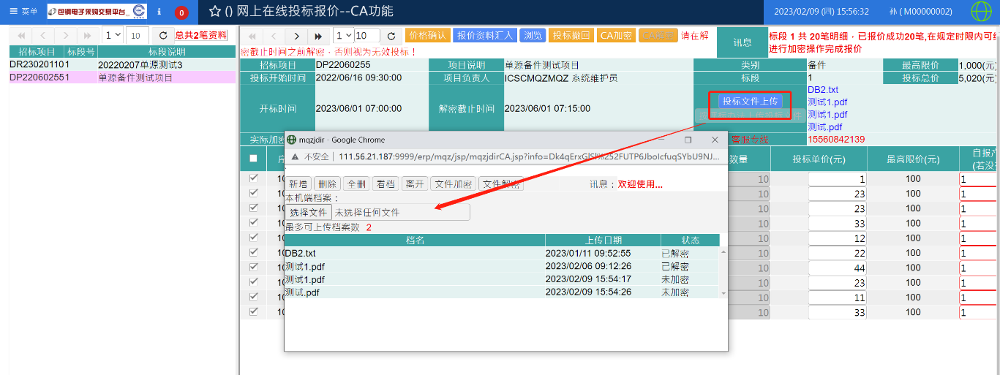 菜单
包钢电子采购交易平台
0
() 网上在线投标报价--CA功能
2023/02/09 (四) 15:56:32
孙 ( M00000002)
1 10 总共2笔资料
招标项目 标段号 标段说明
DR230201101 20220207单源测试3
DP220602551 单源备件测试项目
1 10 价格确认 报价资料汇入 浏览 投标撤回 CA加密 CA解密 请在解
密截止时间之前解密，否则视为无效投标！
讯息
标段 1 共 20笔明细，已报价成功20笔,在规定时限内可
进行加密操作完成报价
招标项目 DP22060255 项目说明 单源备件测试项目 类别 备件 最高限价 1,000(元)
投标开始时间 2022/06/16 09:30:00 项目负责人 ICSCMQZMQZ 系统维护员 标段 1 投标总价 5,020(元)
开标时间 2023/06/01 07:00:00 解密截止时间 2023/06/01 07:15:00
投标文件上传
DB2.txt
测试1.pdf
测试1.pdf
测试.pdf
实际加密
客服专线 15560842139
数量 投标单价(元) 最高限价(元) 自报产
(若没
10 1 100 1
10 23 100 1
10 23 100 1
10 33 100 1
10 12 100 1
10 22 100 1
10 44 100 1
10 23 100 1
10 11 100 1
10 33 100 1
mqzjdir - Google Chrome
不安全 111.56.21.187:9999/erp/mqz/jsp/mqzjdirCA.jsp?info=Dk4qErxGlSl%252FUTP6JboIcfuqSYbU9NJ...
新增 删除 全删 看档 离开 文件加密 文件解密 讯息：欢迎使用...
本机端档案：
选择文件 未选择任何文件
最多可上传档案数 2
档名 上传日期 状态
DB2.txt 2023/01/11 09:52:55 已解密
测试1.pdf 2023/02/06 09:12:26 已解密
测试1.pdf 2023/02/09 15:54:17 未加密
测试.pdf 2023/02/09 15:54:26 未加密